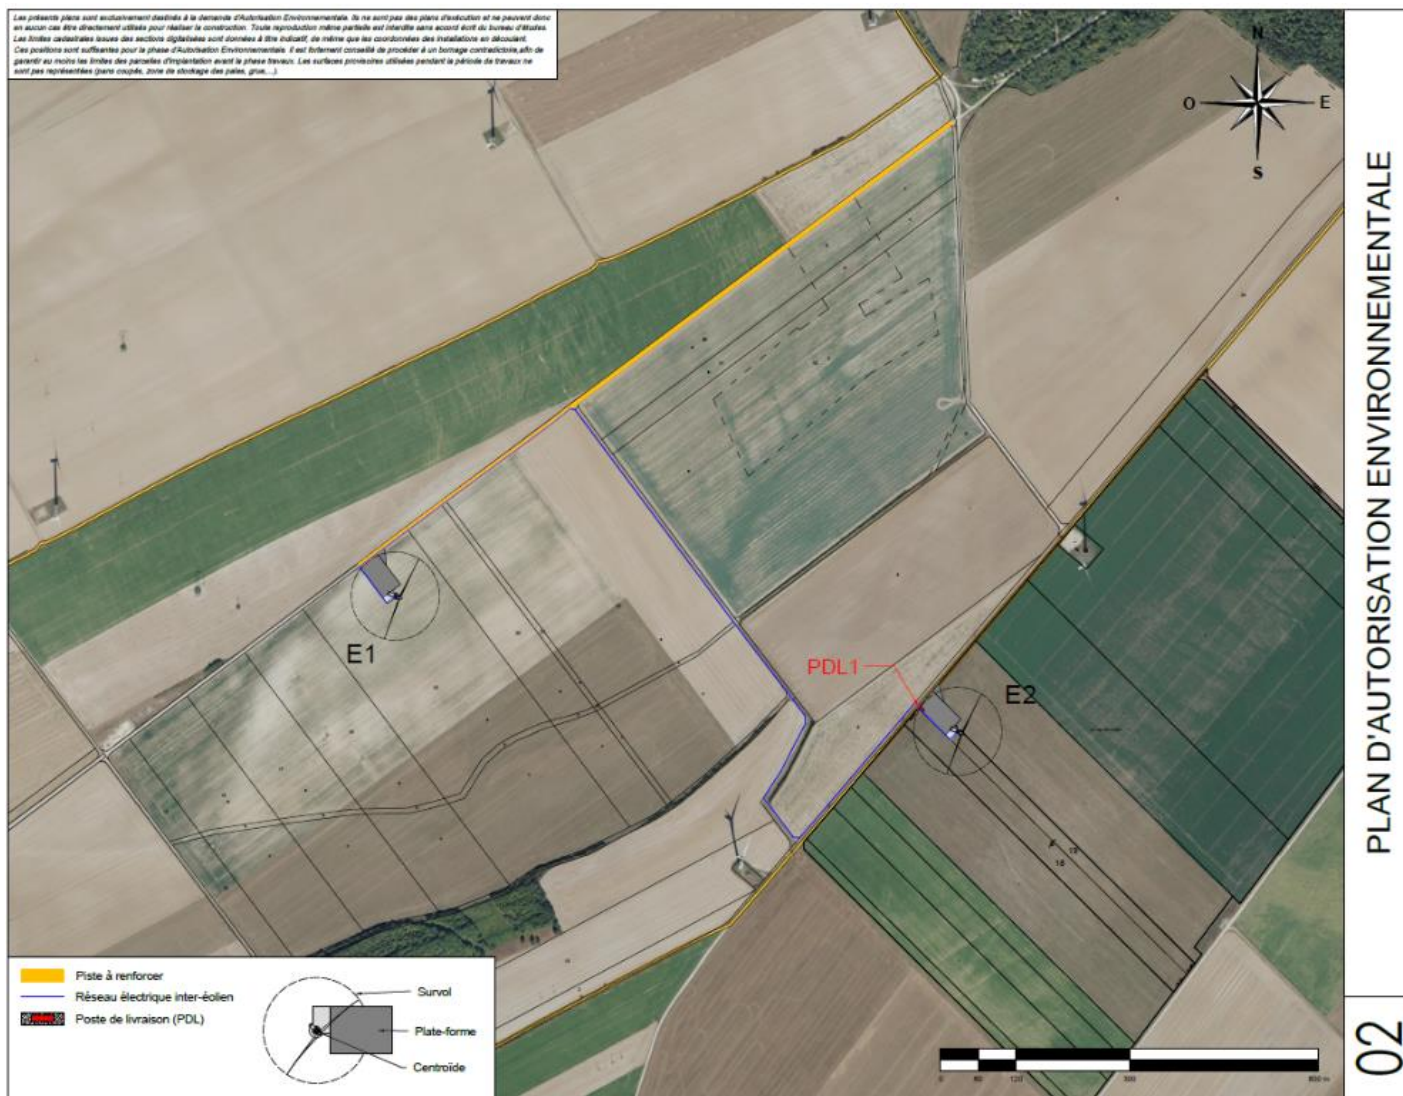 Les présents plans sont exclusivement destinés à la demande d'Autorisation Environnementale. Ils ne sont pas des plans d'exécution et ne peuvent donc
en aucun cas être directement utilisés pour réaliser la construction. Toute reproduction même partielle est interdite sans accord écrit du bureau d'études.
Les limites cadastrales issues des sections digitalisées sont données à titre indicatif, de même que les coordonnées des installations en découlant.
Ces positions sont suffisantes pour la phase d'Autorisation Environnementale. Il est fortement conseillé de procéder à un bornage contradictoire, afin de
garantir au moins les limites des parcelles d'implantation avant la phase travaux. Les surfaces provisoires utilisées pendant la période de travaux ne
sont pas représentées (pans coupés, zone de stockage des pales, grue,...).
N
O
E
S
E1
PDL1
E2
19
16
Piste à renforcer
Réseau électrique inter-éolien
Poste de livraison (PDL)
Survol
Plate-forme
Centroïde
0
60
120
300
600 m
PLAN D'AUTORISATION ENVIRONNEMENTALE
02